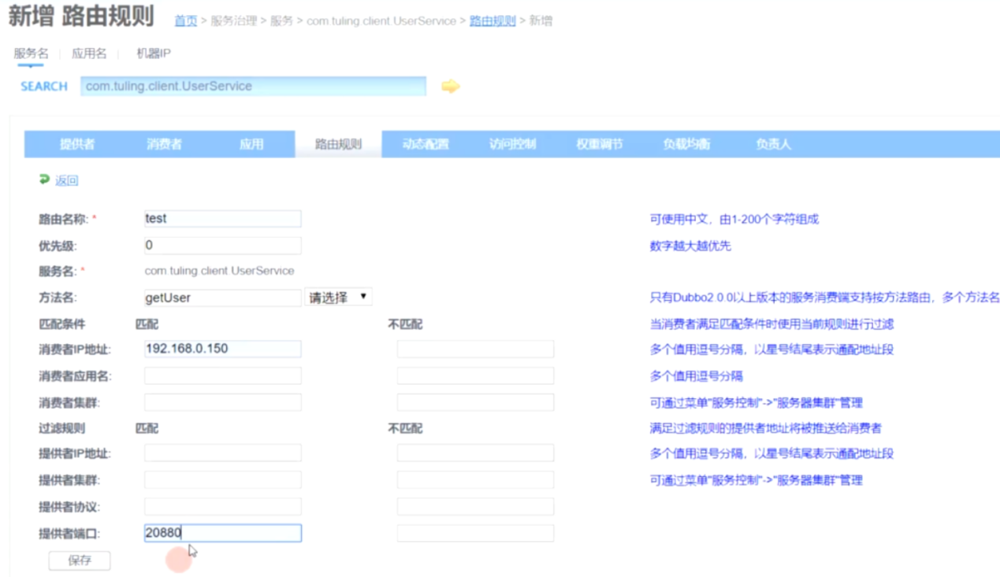 新增 路由规则 首页 > 服务治理 > 服务 > com.tuling.client.UserService > 路由规则 > 新增
服务名 | 应用名 | 机器IP
SEARCH com.tuling.client.UserService
提供者 消费者 应用 路由规则 动态配置 访问控制 权重调节 负载均衡 负责人
返回
路由名称: * test 可使用中文，由1-200个字符组成
优先级: 0 数字越大越优先
服务名: * com.tuling.client.UserService
方法名: getUser 请选择 只有Dubbo2.0.0以上版本的服务消费端支持按方法路由，多个方法名
匹配条件 匹配 不匹配 当消费者满足匹配条件时使用当前规则进行过滤
消费者IP地址: 192.168.0.150 多个值用逗号分隔，以星号结尾表示通配地址段
消费者应用名: 多个值用逗号分隔
消费者集群: 可通过菜单"服务控制"->"服务器集群"管理
过滤规则 匹配 不匹配 满足过滤规则的提供者地址将被推送给消费者
提供者IP地址: 多个值用逗号分隔，以星号结尾表示通配地址段
提供者集群: 可通过菜单"服务控制"->"服务器集群"管理
提供者协议:
提供者端口: 20880
保存